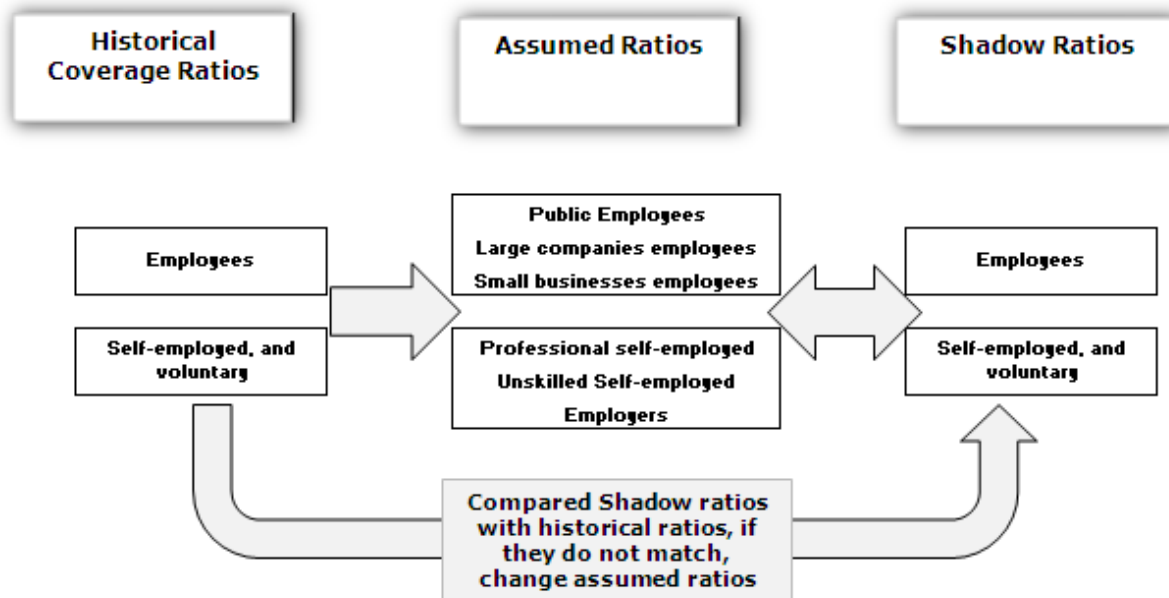 Historical
Coverage Ratios
Assumed Ratios
Shadow Ratios
Employees
Self-employed, and
voluntary
Public Employees
Large companies employees
Small businesses employees
Professional self-employed
Unskilled Self-employed
Employers
Employees
Self-employed, and
voluntary
Compared Shadow ratios
with historical ratios, if
they do not match,
change assumed ratios